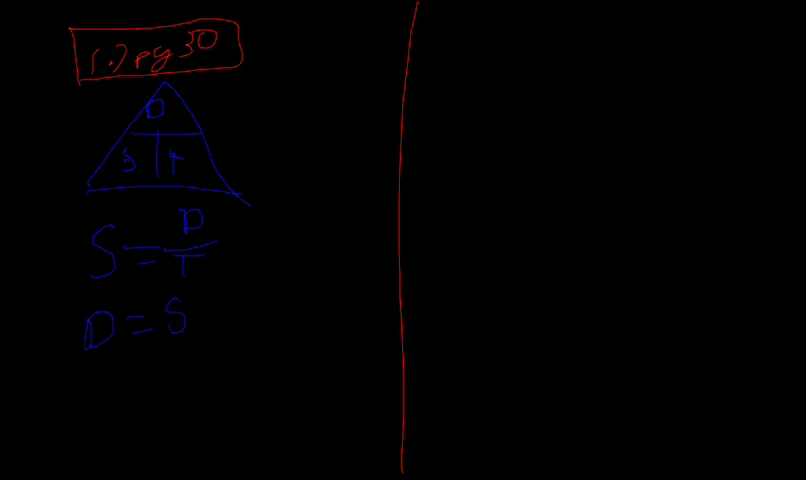 1.7 pg 30
D
S T
S = D
T
D = S